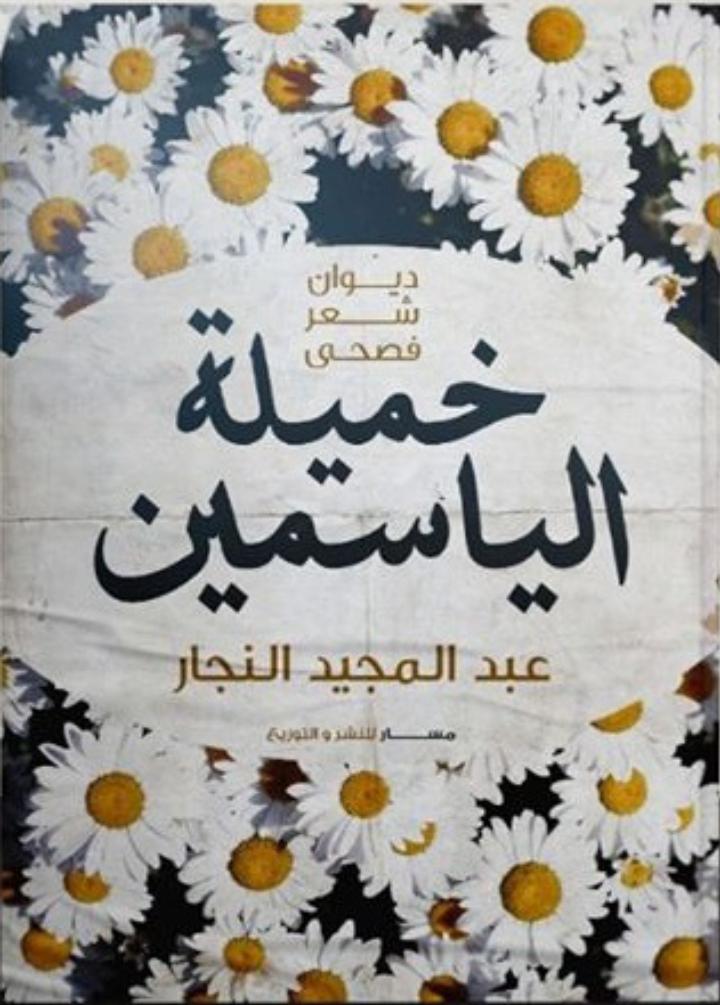 ديوان
شعر
فصحى
خميلة
الياسمين
عبد المجيد النجار
مسار للنشر و التوزيع